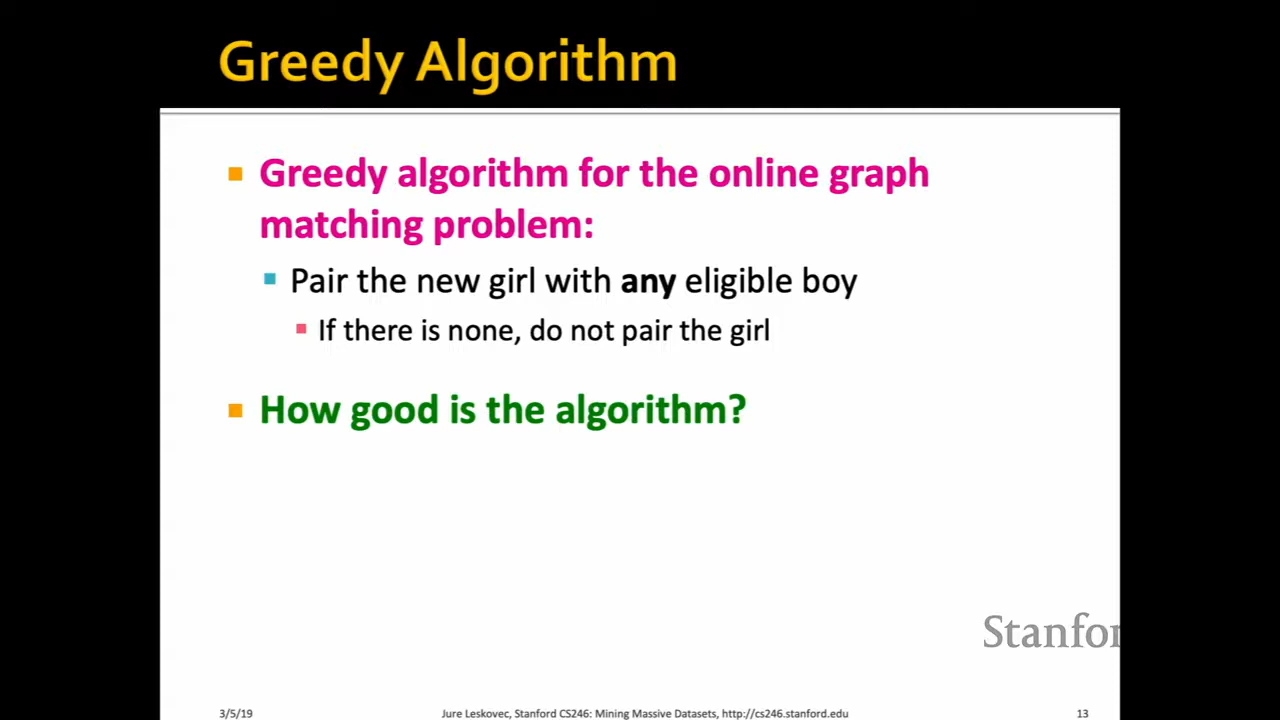 Greedy Algorithm
Greedy algorithm for the online graph
matching problem:
Pair the new girl with any eligible boy
If there is none, do not pair the girl
How good is the algorithm?
Stanfor
3/5/19
Jure Leskovec, Stanford CS246: Mining Massive Datasets, http://cs246.stanford.edu
13